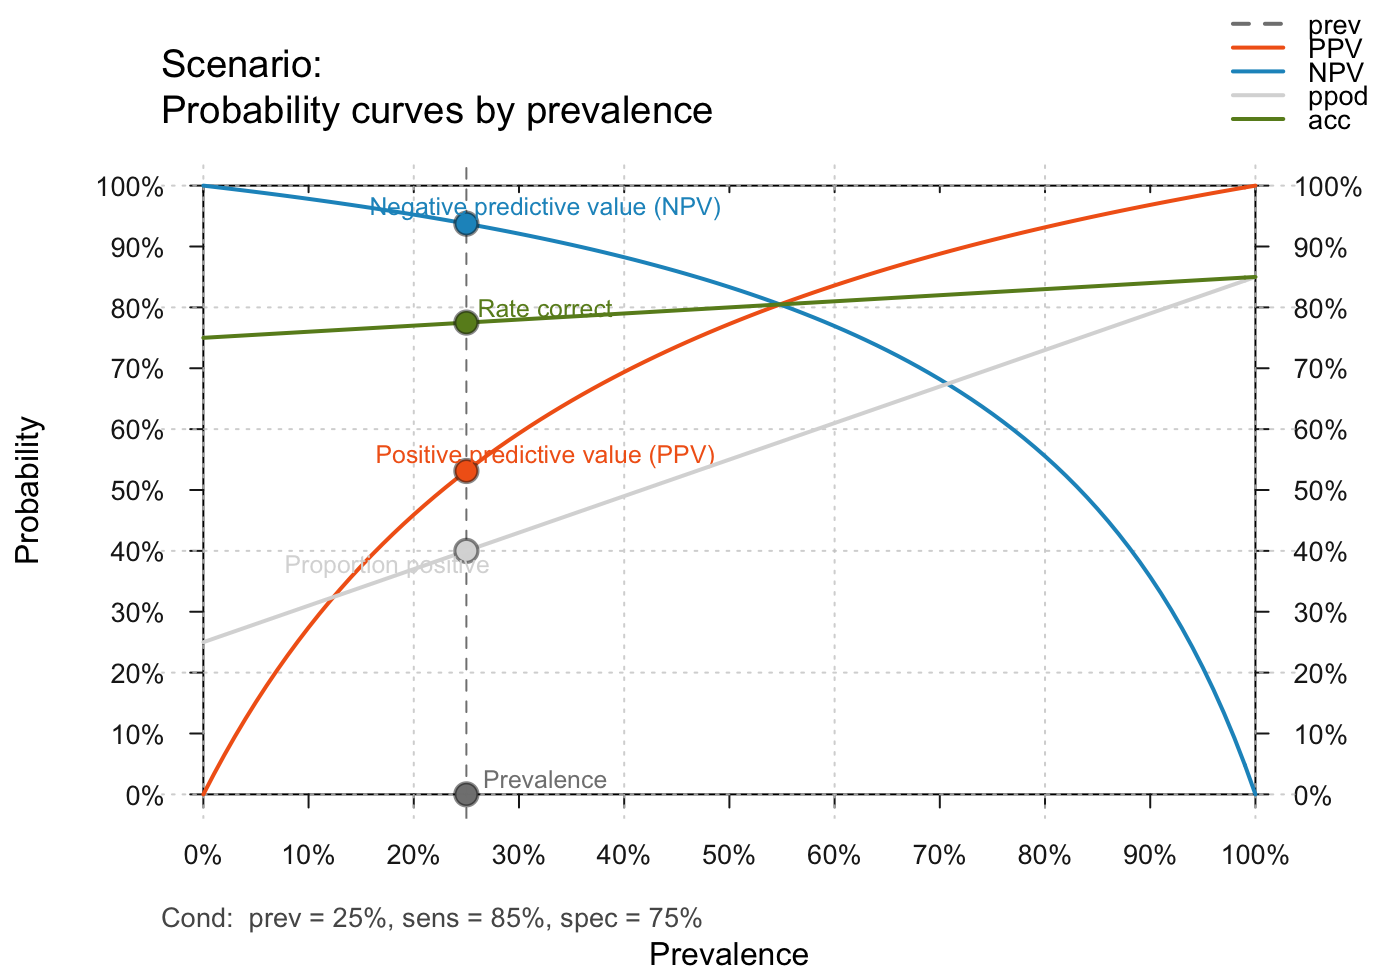 prev
PPV
NPV
ppod
acc
Scenario:
Probability curves by prevalence
Negative predictive value (NPV)
Rate correct
Positive predictive value (PPV)
Proportion positive
Prevalence
100%
90%
80%
70%
60%
50%
40%
30%
20%
10%
0%
100%
90%
80%
70%
60%
50%
40%
30%
20%
10%
0%
Probability
0% 10% 20% 30% 40% 50% 60% 70% 80% 90% 100%
Cond:  prev = 25%, sens = 85%, spec = 75%
Prevalence